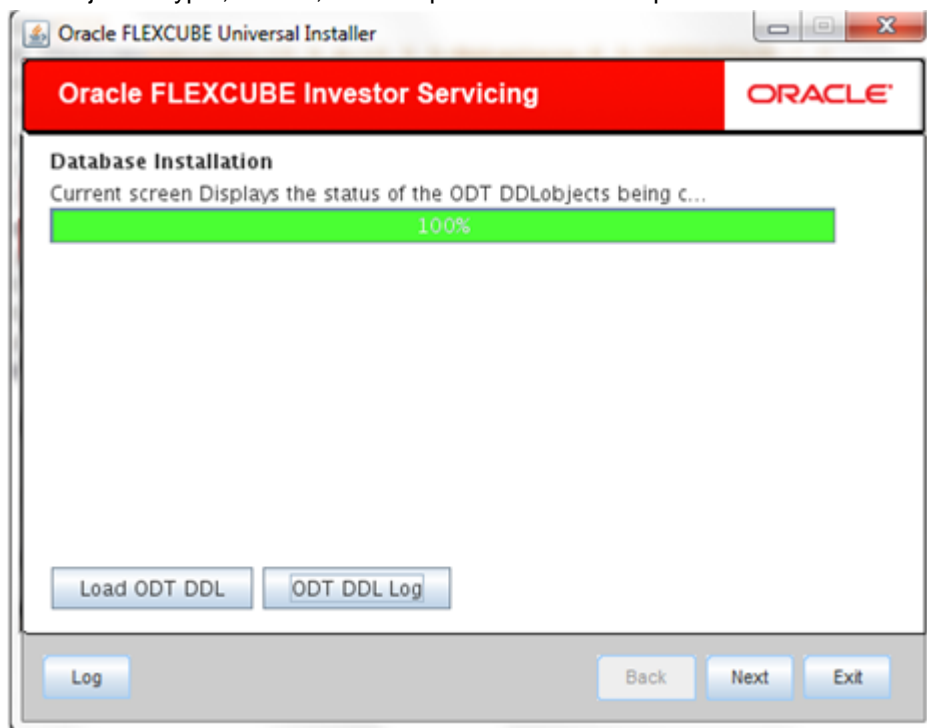 Oracle FLEXCUBE Universal Installer
Oracle FLEXCUBE Investor Servicing
ORACLE
Database Installation
Current screen Displays the status of the ODT DDLobjects being c...
100%
Load ODT DDL
ODT DDL Log
Log
Back
Next
Exit